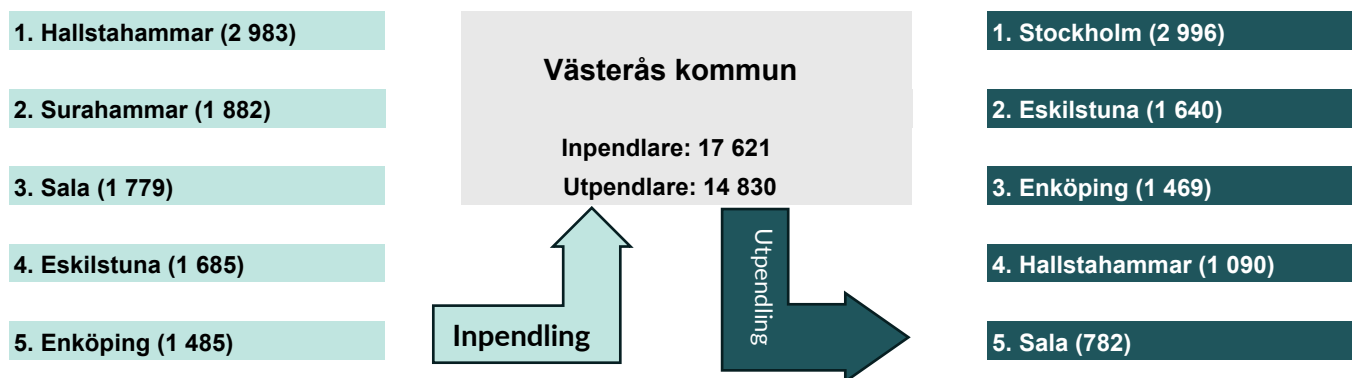 1. Hallstahammar (2 983)
2. Surahammar (1 882)
3. Sala (1 779)
4. Eskilstuna (1 685)
5. Enköping (1 485)
Västerås kommun
Inpendlare: 17 621
Utpendlare: 14 830
Inpendling
Utpendling
1. Stockholm (2 996)
2. Eskilstuna (1 640)
3. Enköping (1 469)
4. Hallstahammar (1 090)
5. Sala (782)